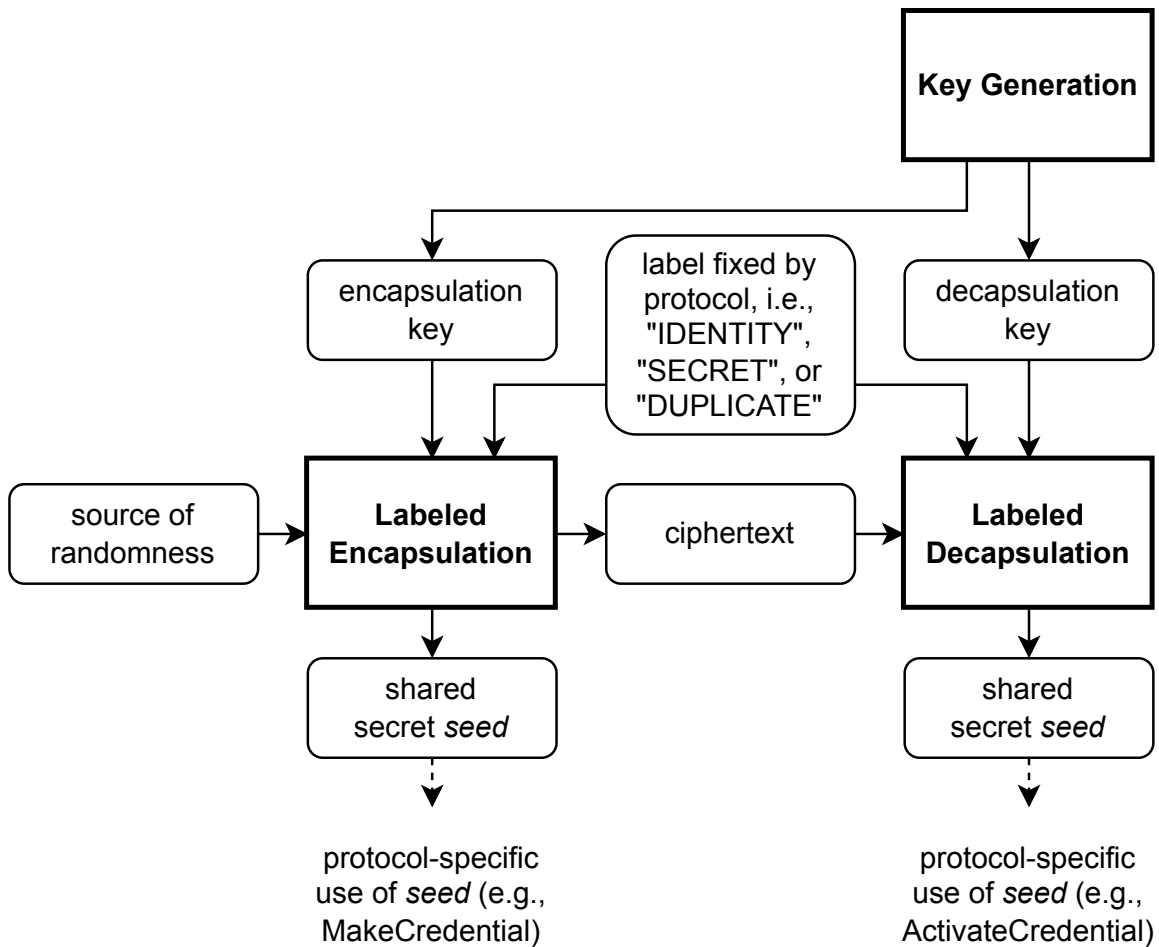 Key Generation
encapsulation
key
label fixed by
protocol, i.e.,
"IDENTITY",
"SECRET", or
"DUPLICATE"
decapsulation
key
source of
randomness
Labeled
Encapsulation
ciphertext
Labeled
Decapsulation
shared
secret seed
shared
secret seed
protocol-specific
use of seed (e.g.,
MakeCredential)
protocol-specific
use of seed (e.g.,
ActivateCredential)